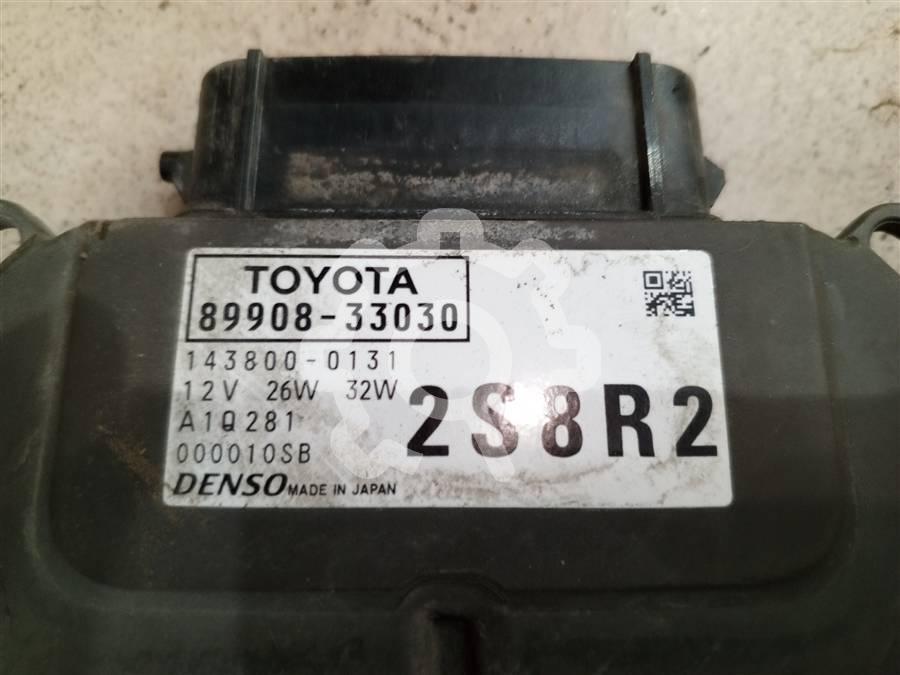 TOYOTA
89908-33030
143800-0131
12V 26W 32W
A1Q281
000010SB
2S8R2
DENSO MADE IN JAPAN